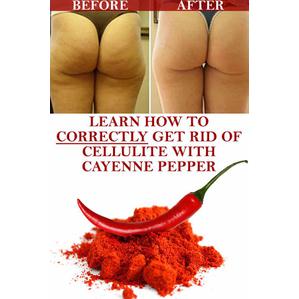 BEFORE AFTER
LEARN HOW TO
CORRECTLY GET RID OF
CELLULITE WITH
CAYENNE PEPPER